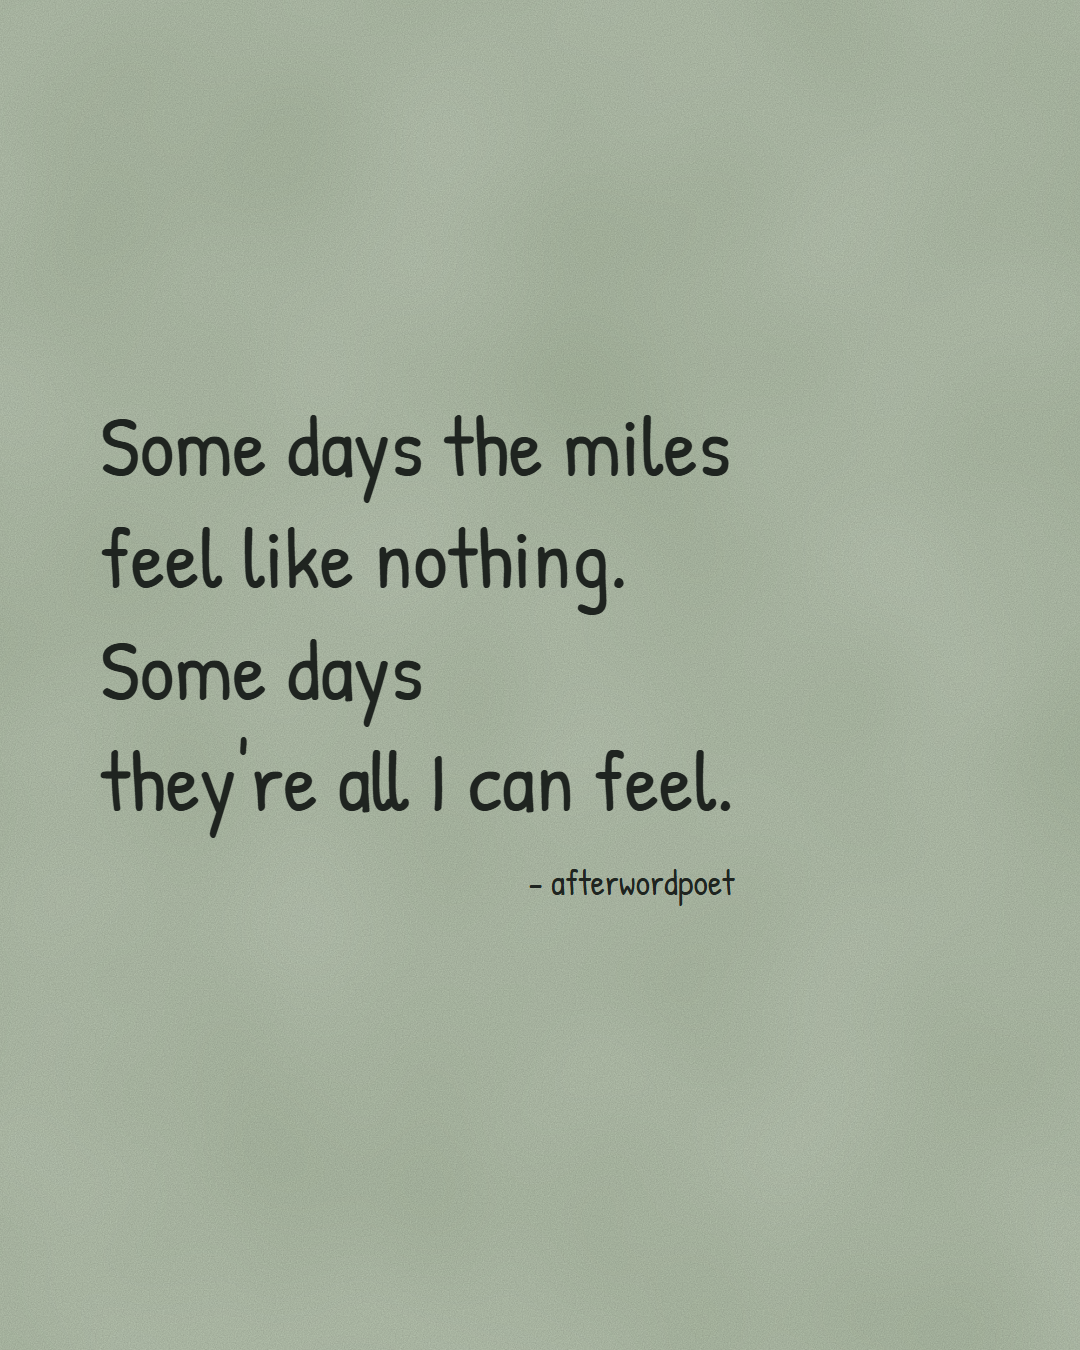 Some days the miles
feel like nothing.
Some days
they're all I can feel.
- afterwordpoet